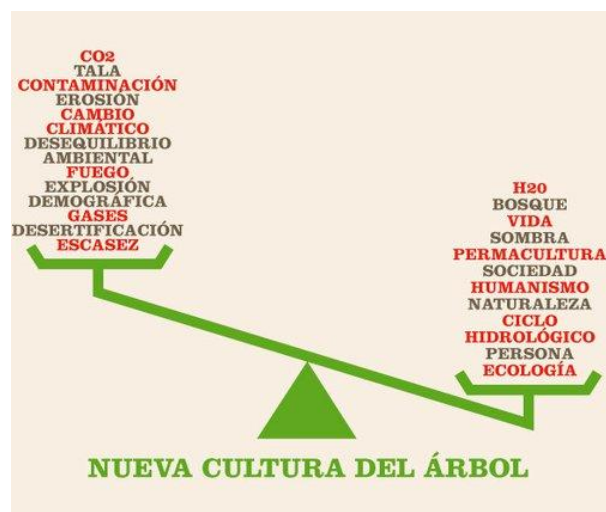 CO2
TALA
CONTAMINACIÓN
EROSIÓN
CAMBIO
CLIMÁTICO
DESEQUILIBRIO
AMBIENTAL
FUEGO
EXPLOSIÓN
DEMOGRÁFICA
GASES
DESERTIFICACIÓN
ESCASEZ
H20
BOSQUE
VIDA
SOMBRA
PERMACULTURA
SOCIEDAD
HUMANISMO
NATURALEZA
CICLO
HIDROLÓGICO
PERSONA
ECOLOGÍA
NUEVA CULTURA DEL ÁRBOL